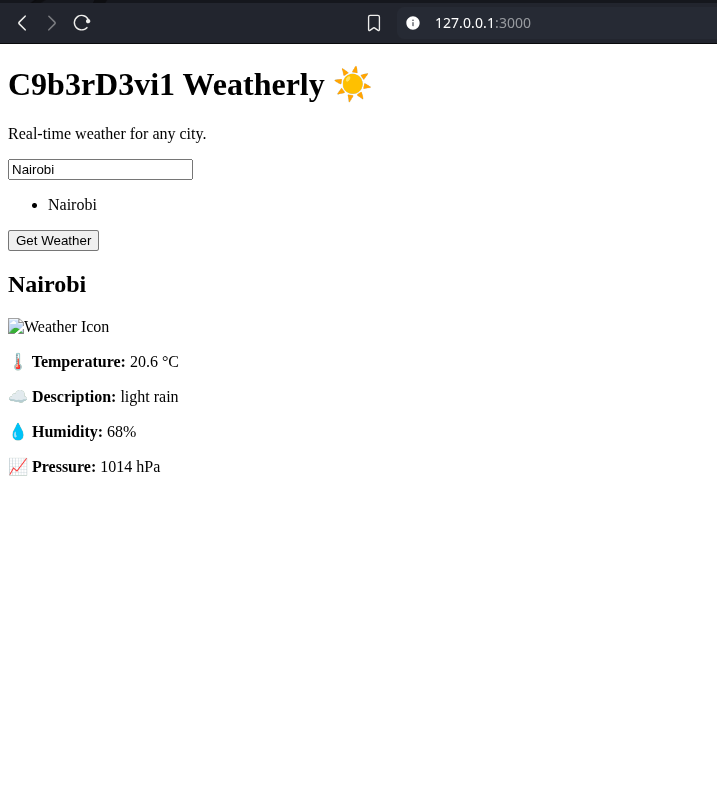 127.0.0.1:3000
C9b3rD3vi1 Weatherly ☀️
Real-time weather for any city.
Nairobi
• Nairobi
Get Weather
Nairobi
Weather Icon
🌡️ Temperature: 20.6 °C
☁️ Description: light rain
💧 Humidity: 68%
📈 Pressure: 1014 hPa